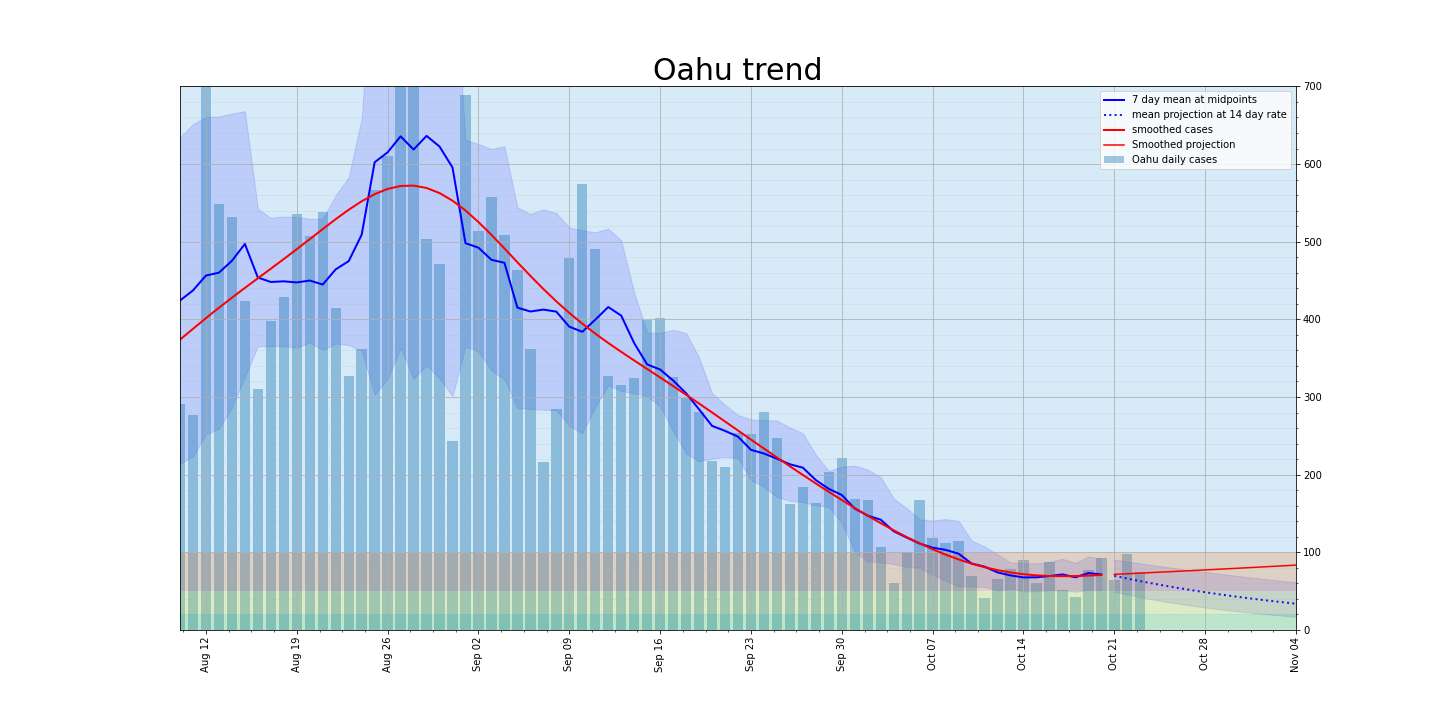 Oahu trend
7 day mean at midpoints
mean projection at 14 day rate
smoothed cases
Smoothed projection
Oahu daily cases
700
600
500
400
300
200
100
0
Aug 12
Aug 19
Aug 26
Sep 02
Sep 09
Sep 16
Sep 23
Sep 30
Oct 07
Oct 14
Oct 21
Oct 28
Nov 04